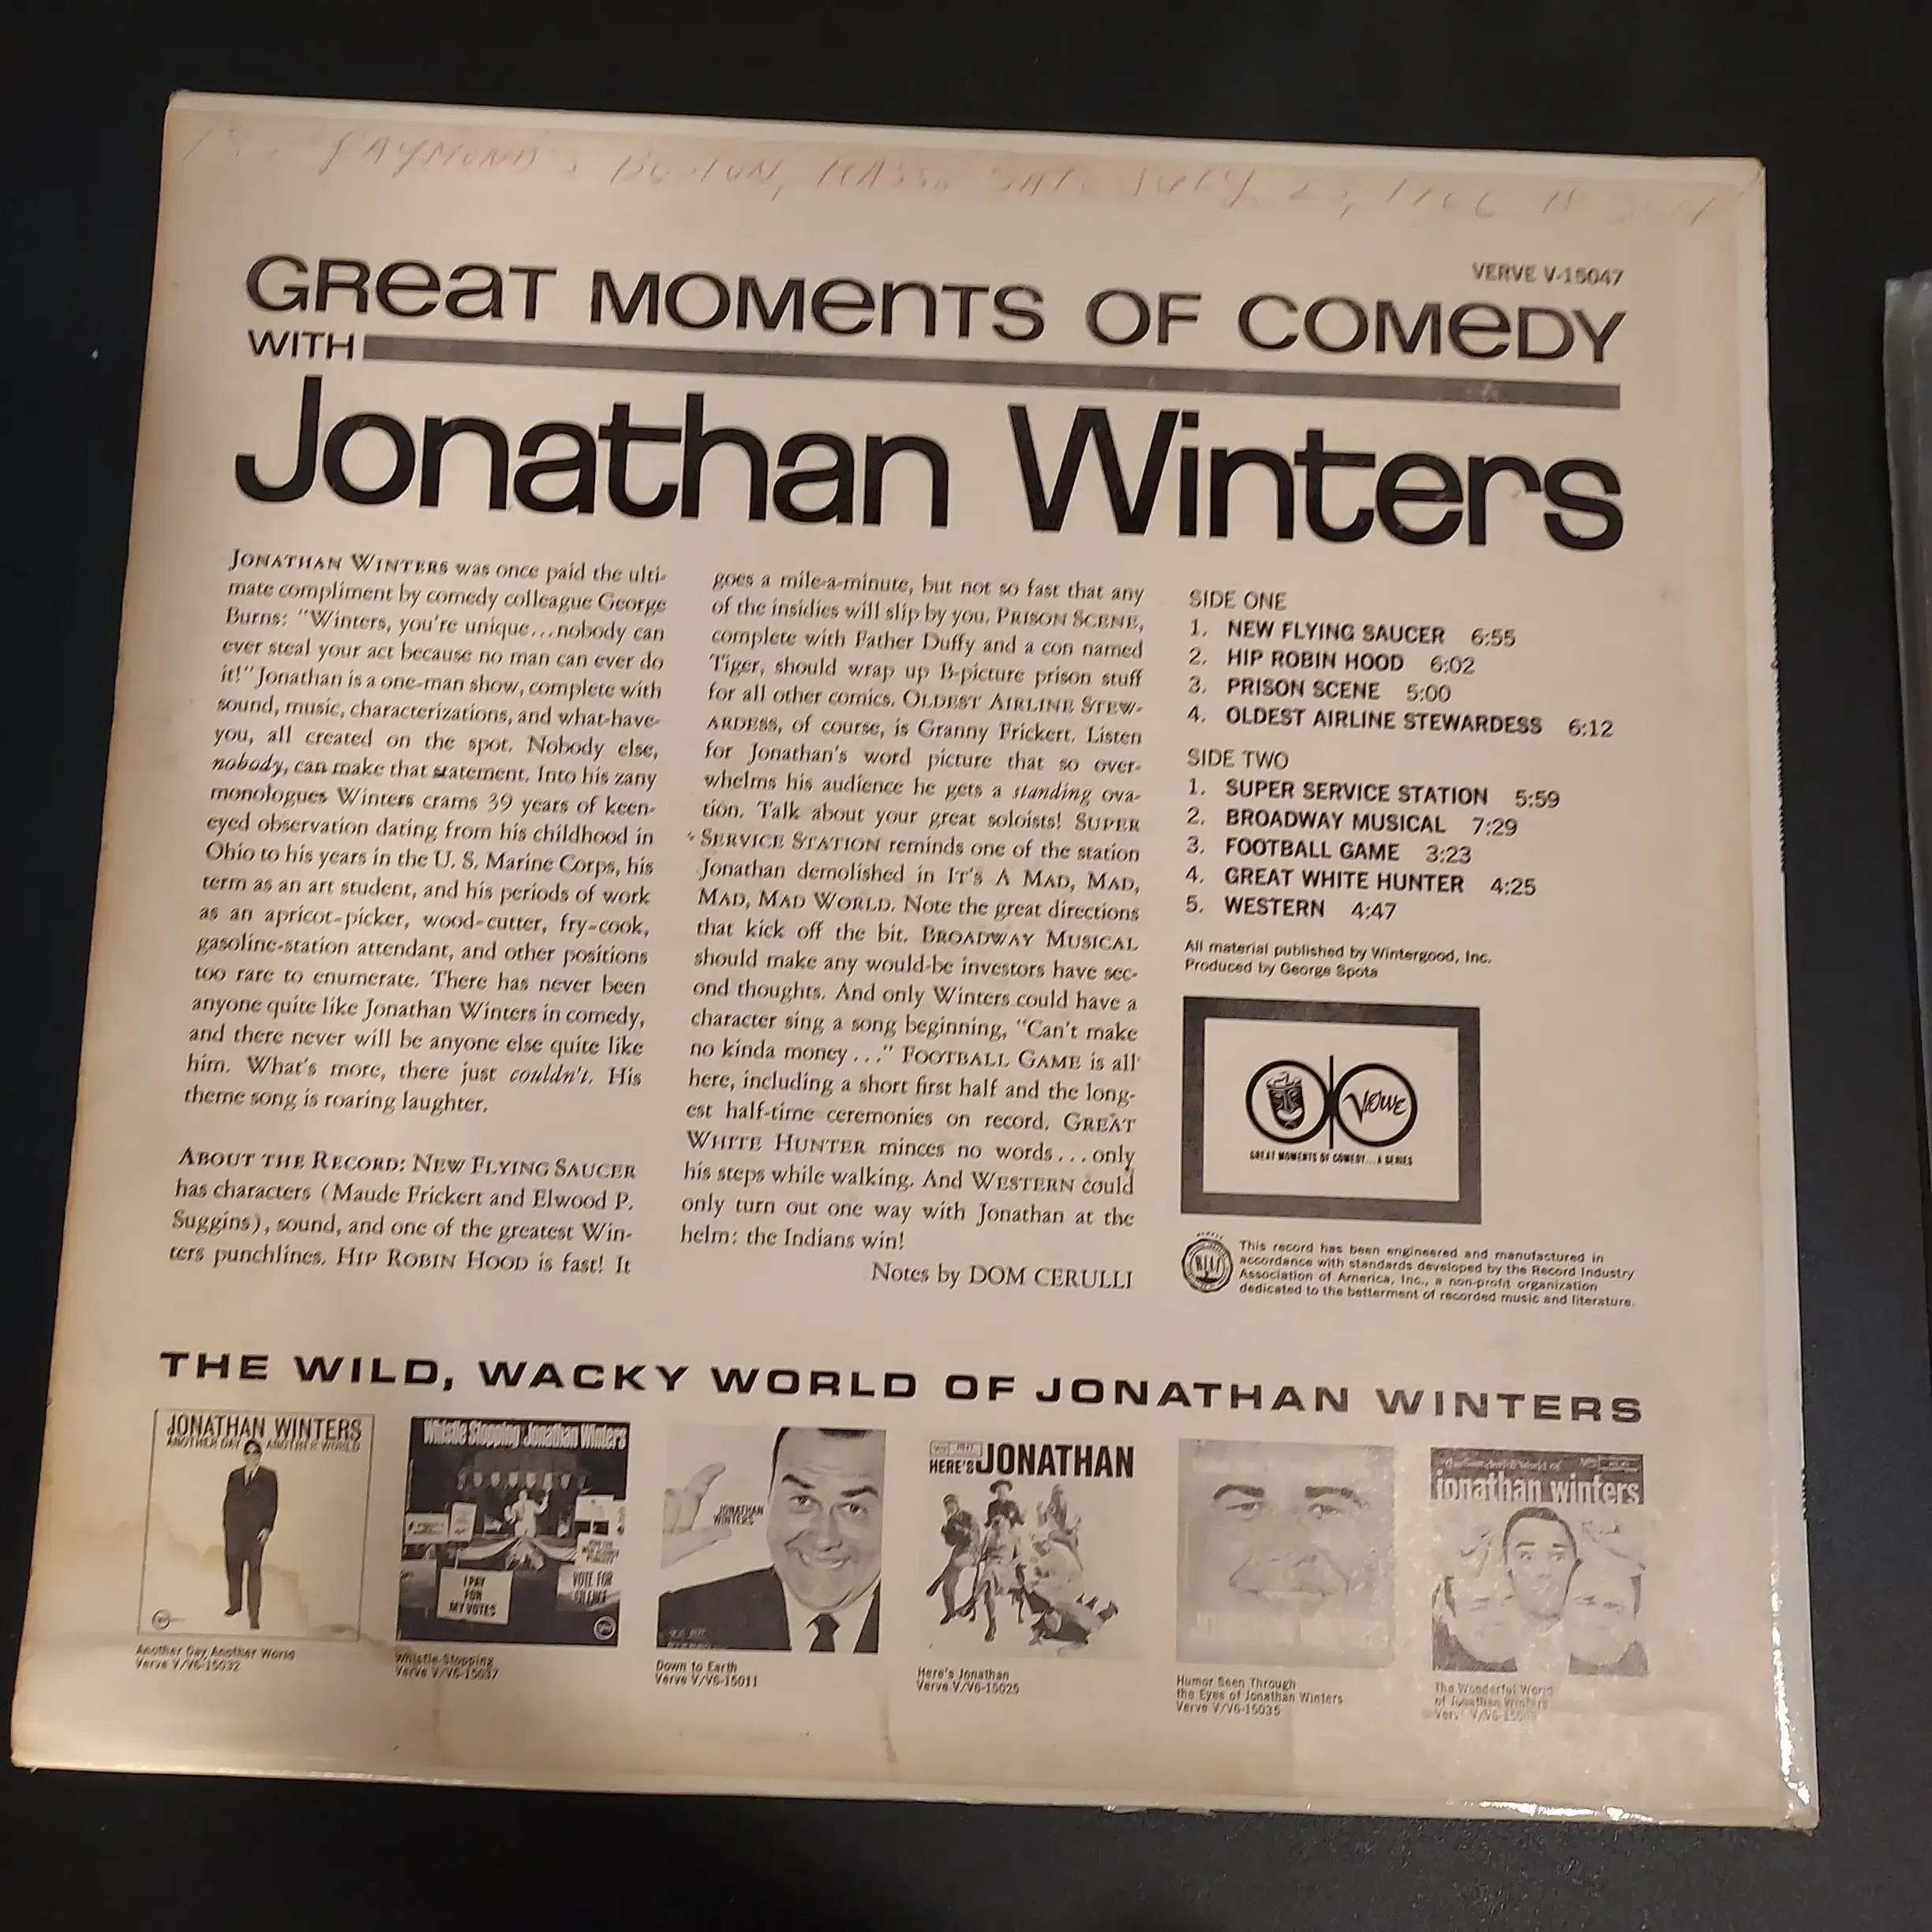 RAYMOND'S BOSTON, MASS. SAT. JULY
VERVE V-15047
GREAT MOMENTS OF COMEDY
WITH
Jonathan Winters
JONATHAN WINTERS was once paid the ulti-
mate compliment by comedy colleague George
Burns: "Winters, you're unique...nobody can
ever steal your act because no man can ever do
it!" Jonathan is a one-man show, complete with
sound, music, characterizations, and what-have-
you, all created on the spot. Nobody else,
nobody, can make that statement. Into his zany
monologues Winters crams 39 years of keen-
eyed observation dating from his childhood in
Ohio to his years in the U. S. Marine Corps, his
term as an art student, and his periods of work
as an apricot-picker, wood-cutter, fry-cook,
gasoline-station attendant, and other positions
too rare to enumerate. There has never been
anyone quite like Jonathan Winters in comedy,
and there never will be anyone else quite like
him. What's more, there just couldn't. His
theme song is roaring laughter.
ABOUT THE RECORD: NEW FLYING SAUCER
has characters (Maude Frickert and Elwood P.
Suggins), sound, and one of the greatest Win-
ters punchlines. HIP ROBIN HOOD is fast! It
goes a mile-a-minute, but not so fast that any
of the insidies will slip by you. PRISON SCENE,
complete with Father Duffy and a con named
Tiger, should wrap up B-picture prison stuff
for all other comics. OLDEST AIRLINE STEW-
ARDESS, of course, is Granny Frickert. Listen
for Jonathan's word picture that so over-
whelms his audience he gets a standing ova-
tion. Talk about your great soloists! SUPER
SERVICE STATION reminds one of the station
Jonathan demolished in IT'S A MAD, MAD,
MAD, MAD WORLD. Note the great directions
that kick off the bit. BROADWAY MUSICAL
should make any would-be investors have sec-
ond thoughts. And only Winters could have a
character sing a song beginning, "Can't make
no kinda money..." FOOTBALL GAME is all
here, including a short first half and the long-
est half-time ceremonies on record. GREAT
WHITE HUNTER minces no words...only
his steps while walking. And WESTERN could
only turn out one way with Jonathan at the
helm: the Indians win!
Notes by DOM CERULLI
SIDE ONE
1. NEW FLYING SAUCER 6:55
2. HIP ROBIN HOOD 6:02
3. PRISON SCENE 5:00
4. OLDEST AIRLINE STEWARDESS 6:12
SIDE TWO
1. SUPER SERVICE STATION 5:59
2. BROADWAY MUSICAL 7:29
3. FOOTBALL GAME 3:23
4. GREAT WHITE HUNTER 4:25
5. WESTERN 4:47
All material published by Wintergood, Inc.
Produced by George Spota
VERVE
GREAT MOMENTS OF COMEDY...A SERIES
This record has been engineered and manufactured in
accordance with standards developed by the Record Industry
Association of America, Inc., a non-profit organization
dedicated to the betterment of recorded music and literature.
THE WILD, WACKY WORLD OF JONATHAN WINTERS
JONATHAN WINTERS
ANOTHER DAY ANOTHER WORLD
Another Day, Another World
Verve V/V6-15032
Whistle Stopping Jonathan Winters
I PAY
FOR
MY VOTES
VOTE FOR
SILENCE
Whistle-Stopping
Verve V/V6-15037
JONATHAN
WINTERS
Down to Earth
Verve V/V6-15011
HERE'S JONATHAN
Here's Jonathan
Verve V/V6-15025
Humor Seen Through
the Eyes of Jonathan Winters
Verve V/V6-15035
jonathan winters
The Wonderful World
of Jonathan Winters